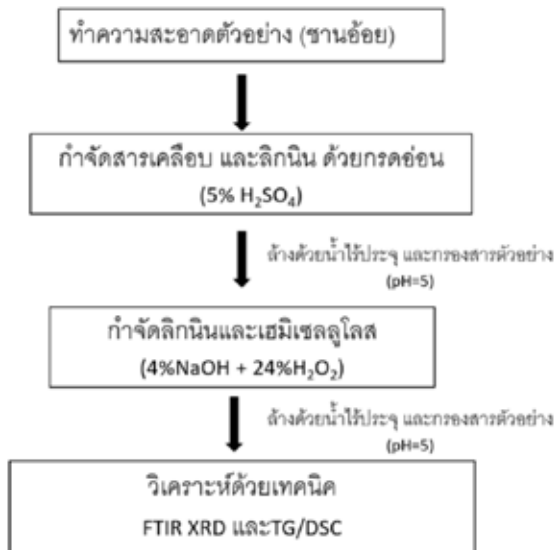 ทำความสะอาดตัวอย่าง (ชานอ้อย)
กำจัดสารเคลือบ และลิกนิน ด้วยกรดอ่อน
(5% H₂SO₄)
ล้างด้วยน้ำไร้ประจุ และกรองสารตัวอย่าง
(pH=5)
กำจัดลิกนินและเฮมิเซลลูโลส
(4%NaOH + 24%H₂O₂)
ล้างด้วยน้ำไร้ประจุ และกรองสารตัวอย่าง
(pH=5)
วิเคราะห์ด้วยเทคนิค
FTIR XRD และTG/DSC